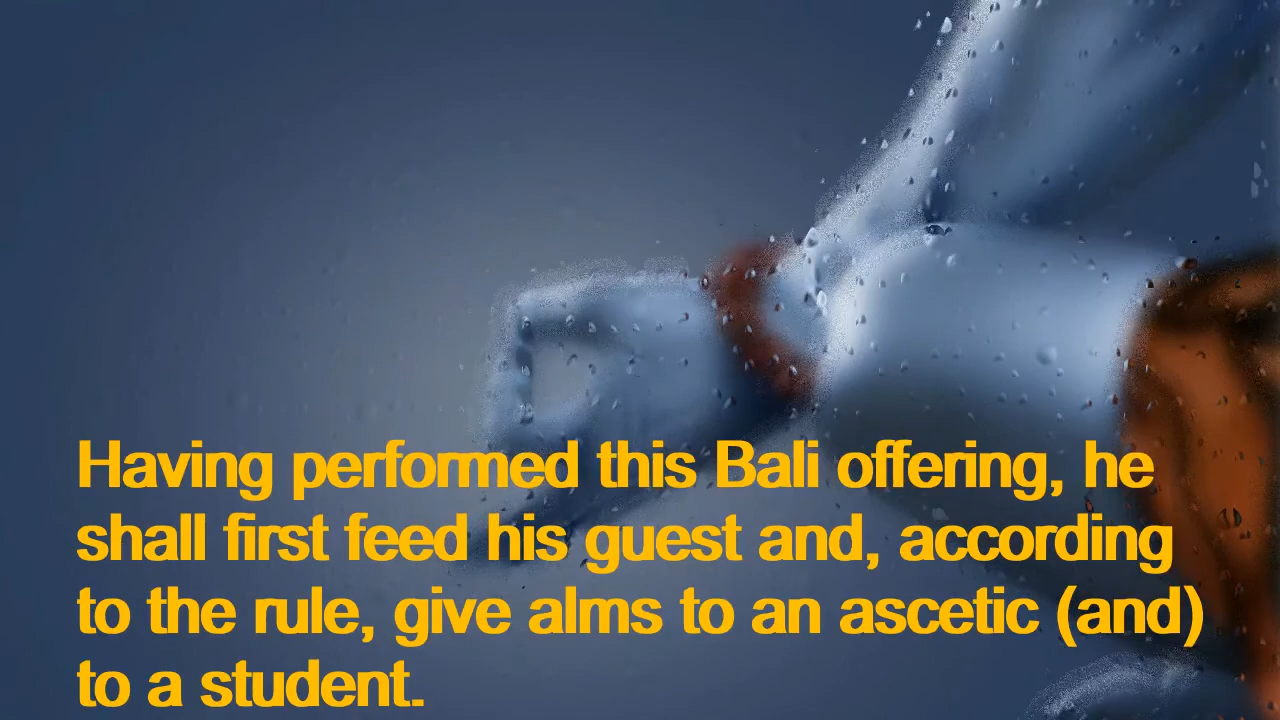 Having performed this Bali offering, he
shall first feed his guest and, according
to the rule, give alms to an ascetic (and)
to a student.